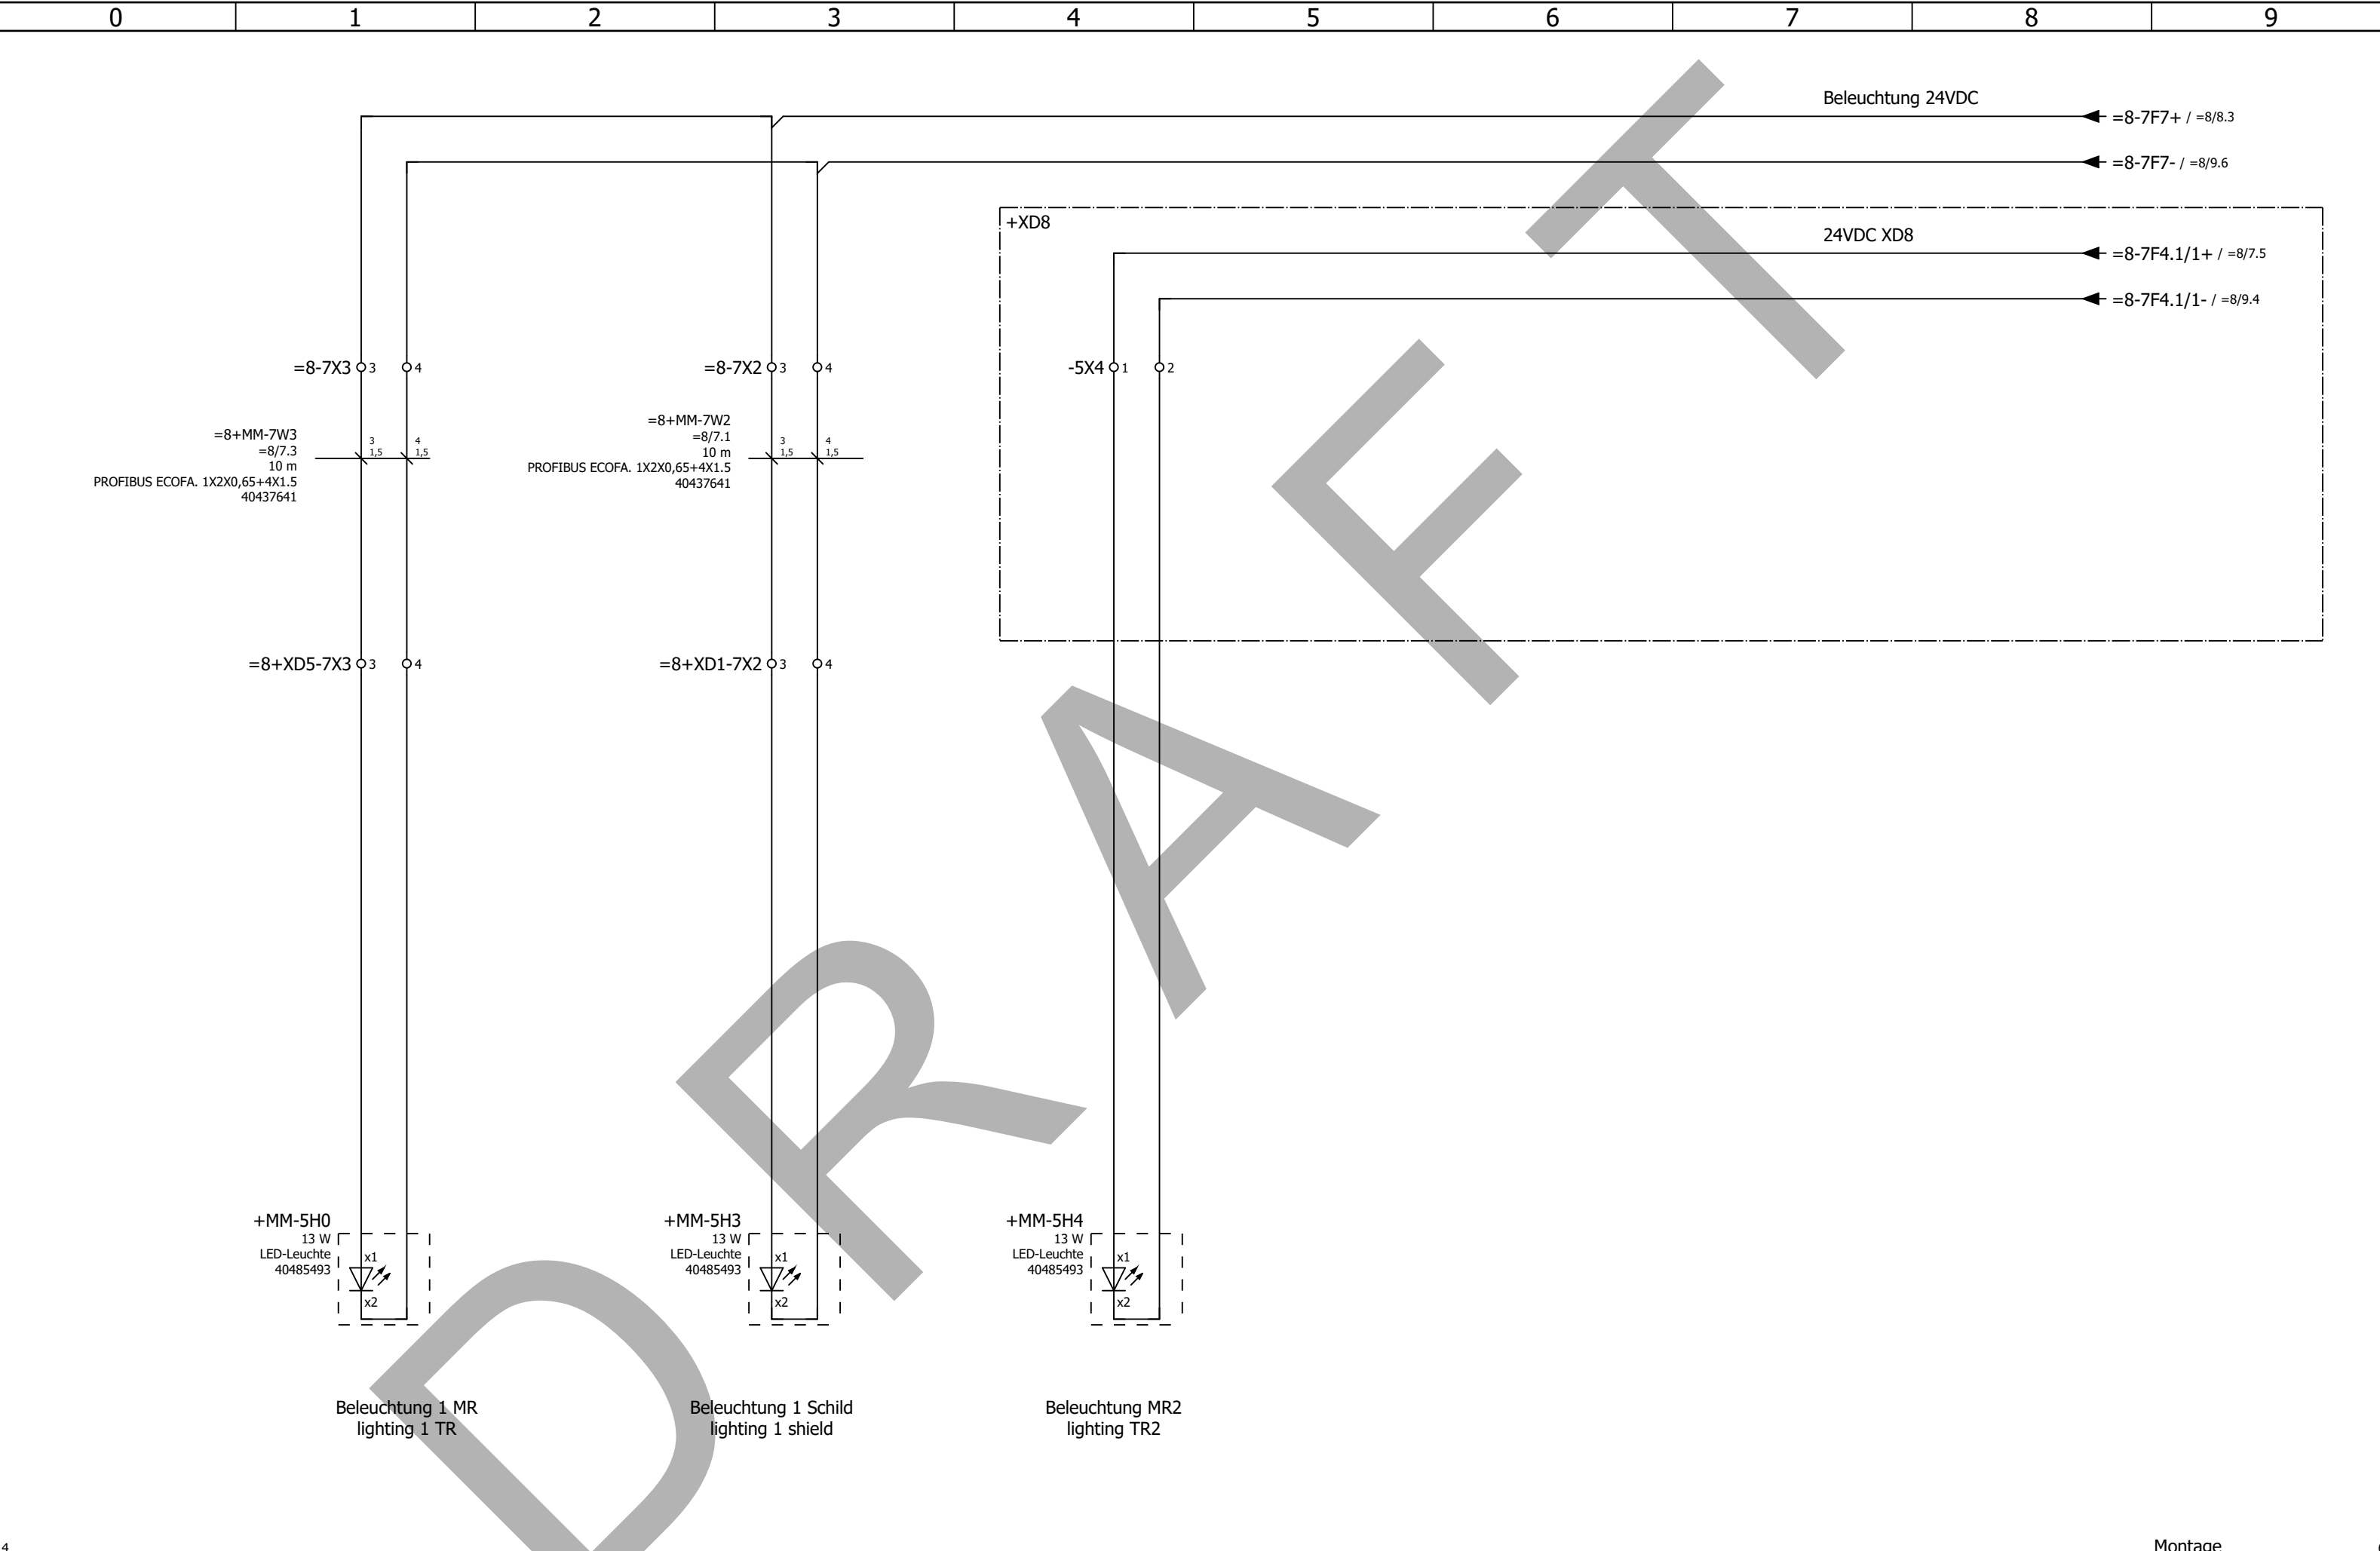 0 1 2 3 4 5 6 7 8 9
Beleuchtung 24VDC
=8-7F7+ / =8/8.3
=8-7F7- / =8/9.6
+XD8
24VDC XD8
=8-7F4.1/1+ / =8/7.5
=8-7F4.1/1- / =8/9.4
=8-7X3 3 4
=8-7X2 3 4
-5X4 1 2
=8+MM-7W3
=8/7.3
10 m
PROFIBUS ECOFA. 1X2X0,65+4X1.5
40437641
3 4
1,5 1,5
=8+MM-7W2
=8/7.1
10 m
PROFIBUS ECOFA. 1X2X0,65+4X1.5
40437641
3 4
1,5 1,5
=8+XD5-7X3 3 4
=8+XD1-7X2 3 4
+MM-5H0
13 W
LED-Leuchte
40485493
x1
x2
+MM-5H3
13 W
LED-Leuchte
40485493
x1
x2
+MM-5H4
13 W
LED-Leuchte
40485493
x1
x2
Beleuchtung 1 MR
lighting 1 TR
Beleuchtung 1 Schild
lighting 1 shield
Beleuchtung MR2
lighting TR2
DRAFT
4
Montage